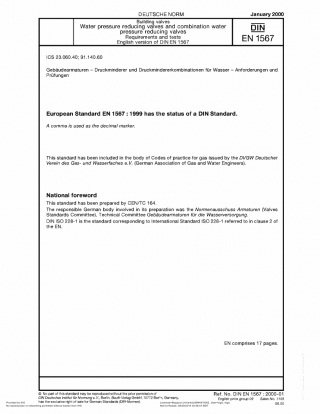 DEUTSCHE NORM
January 2000
Building valves
Water pressure reducing valves and combination water
pressure reducing valves
Requirements and tests
English version of DIN EN 1567
DIN
EN 1567
ICS 23.060.40; 91.140.60
Gebäudearmaturen – Druckminderer und Druckmindererkombinationen für Wasser – Anforderungen und
Prüfungen
European Standard EN 1567 : 1999 has the status of a DIN Standard.
A comma is used as the decimal marker.
This standard has been included in the body of Codes of practice for gas issued by the DVGW Deutscher
Verein des Gas- und Wasserfaches e.V. (German Association of Gas and Water Engineers).
National foreword
This standard has been prepared by CEN/TC 164.
The responsible German body involved in its preparation was the Normenausschuss Armaturen (Valves
Standards Committee), Technical Committee Gebäudearmaturen für die Wasserversorgung.
DIN ISO 228-1 is the standard corresponding to International Standard ISO 228-1 referred to in clause 2 of
the EN.
EN comprises 17 pages.
© No part of this standard may be reproduced without the prior permission of
DIN Deutsches Institut für Normung e.V., Berlin. Beuth Verlag GmbH, 10772 Berlin, Germany,
has the exclusive right of sale for German Standards (DIN-Normen).
Ref. No. DIN EN 1567 : 2000-01
English price group 09